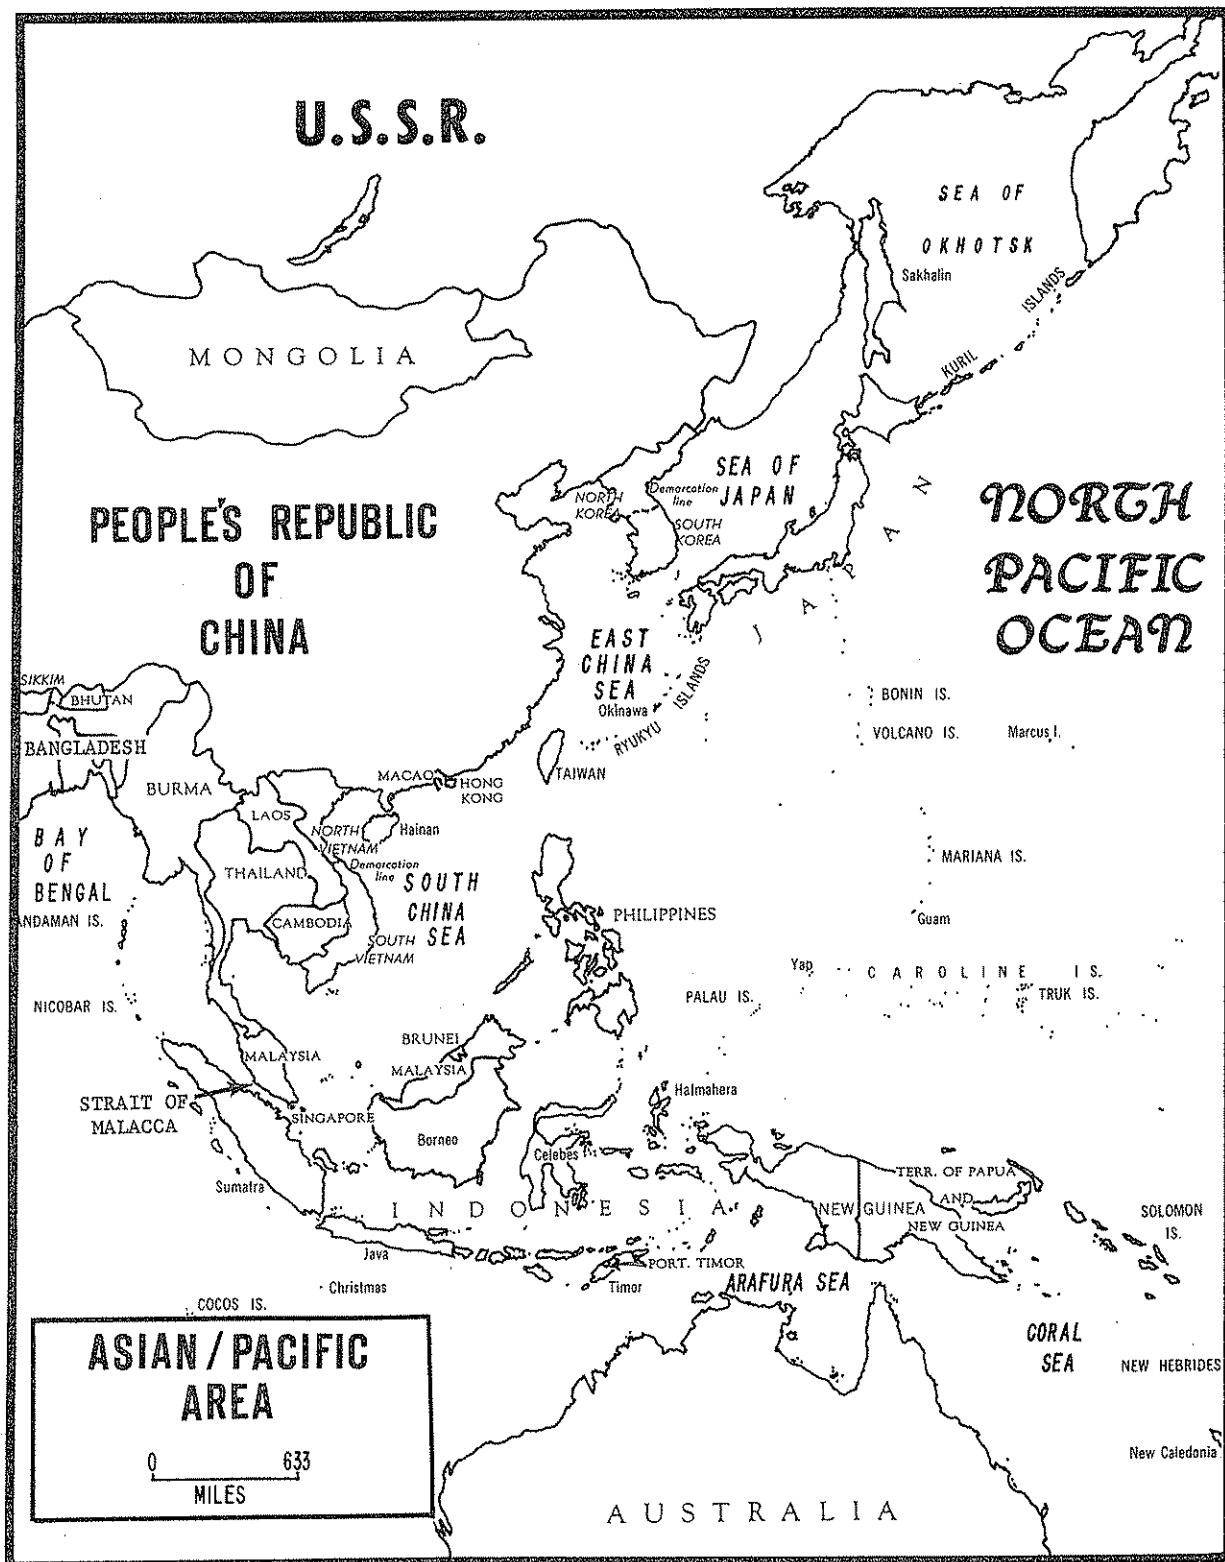 U.S.S.R.
SEA OF
OKHOTSK
Sakhalin
ISLANDS
KURIL
MONGOLIA
SEA OF
JAPAN
JAPAN
NORTH
KOREA
Demarcation
line
SOUTH
KOREA
PEOPLE'S REPUBLIC
OF
CHINA
NORTH
PACIFIC
OCEAN
EAST
CHINA
SEA
Okinawa
RYUKYU ISLANDS
SIKKIM
BHUTAN
BANGLADESH
BURMA
BONIN IS.
VOLCANO IS.
Marcus I.
TAIWAN
MACAO
HONG
KONG
LAOS
Hainan
NORTH
VIETNAM
Demarcation
line
BAY
OF
BENGAL
THAILAND
SOUTH
CHINA
SEA
MARIANA IS.
Guam
NDAMAN IS.
CAMBODIA
SOUTH
VIETNAM
PHILIPPINES
Yap
CAROLINE IS.
PALAU IS.
TRUK IS.
NICOBAR IS.
BRUNEI
MALAYSIA
MALAYSIA
STRAIT OF
MALACCA
SINGAPORE
Halmahera
Borneo
Celebes
Sumatra
INDONESIA
TERR. OF PAPUA
AND
NEW GUINEA
NEW GUINEA
SOLOMON
IS.
Java
PORT. TIMOR
Timor
ARAFURA SEA
Christmas
COCOS IS.
CORAL
SEA
NEW HEBRIDES
New Caledonia
ASIAN/PACIFIC
AREA
0 633
MILES
AUSTRALIA